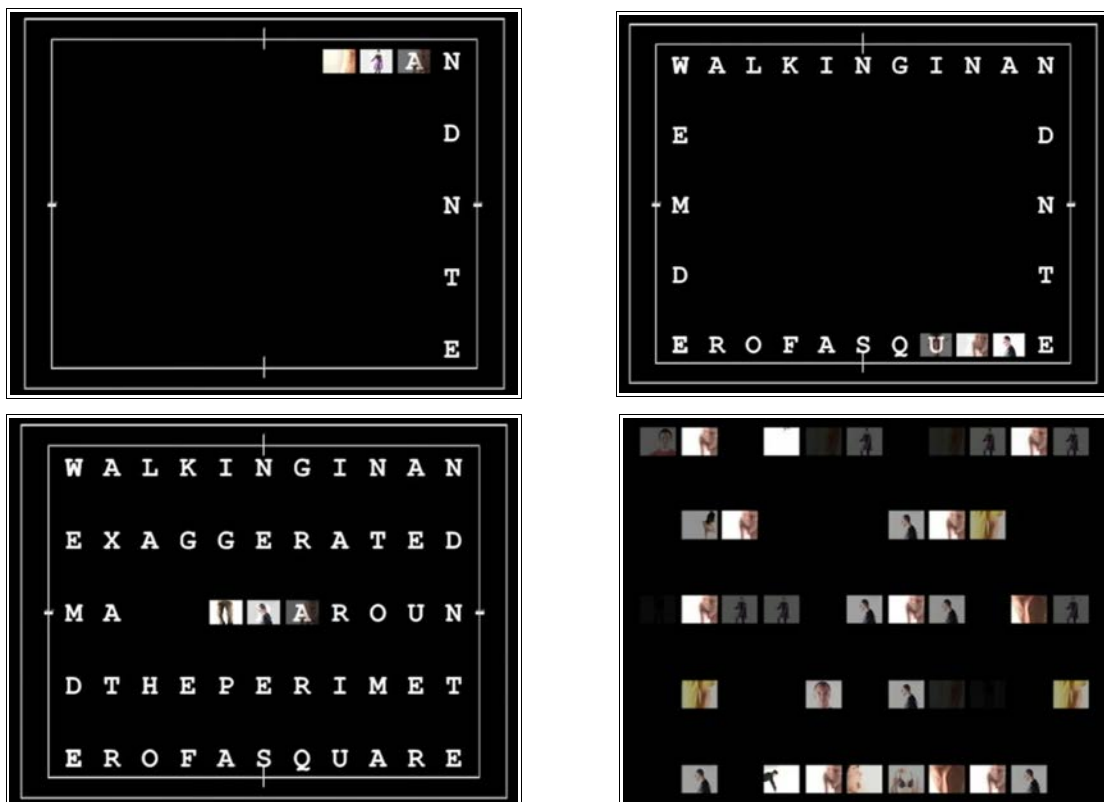 A N
D
N
T
E
W A L K I N G I N A N
E D
M N
D T
E R O F A S Q U E
W A L K I N G I N A N
E X A G G E R A T E D
M A A R O U N
D T H E P E R I M E T
E R O F A S Q U A R E